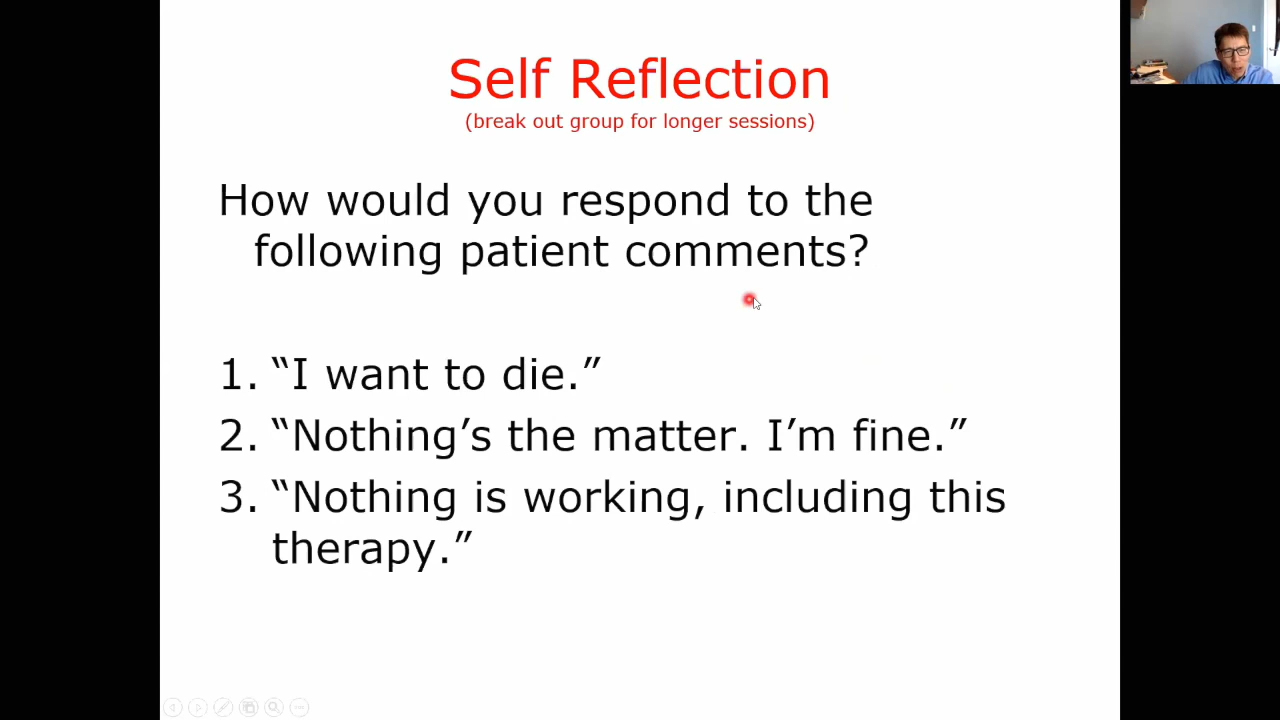 Self Reflection
(break out group for longer sessions)
How would you respond to the
following patient comments?
1. “I want to die.”
2. “Nothing’s the matter. I’m fine.”
3. “Nothing is working, including this
therapy.”